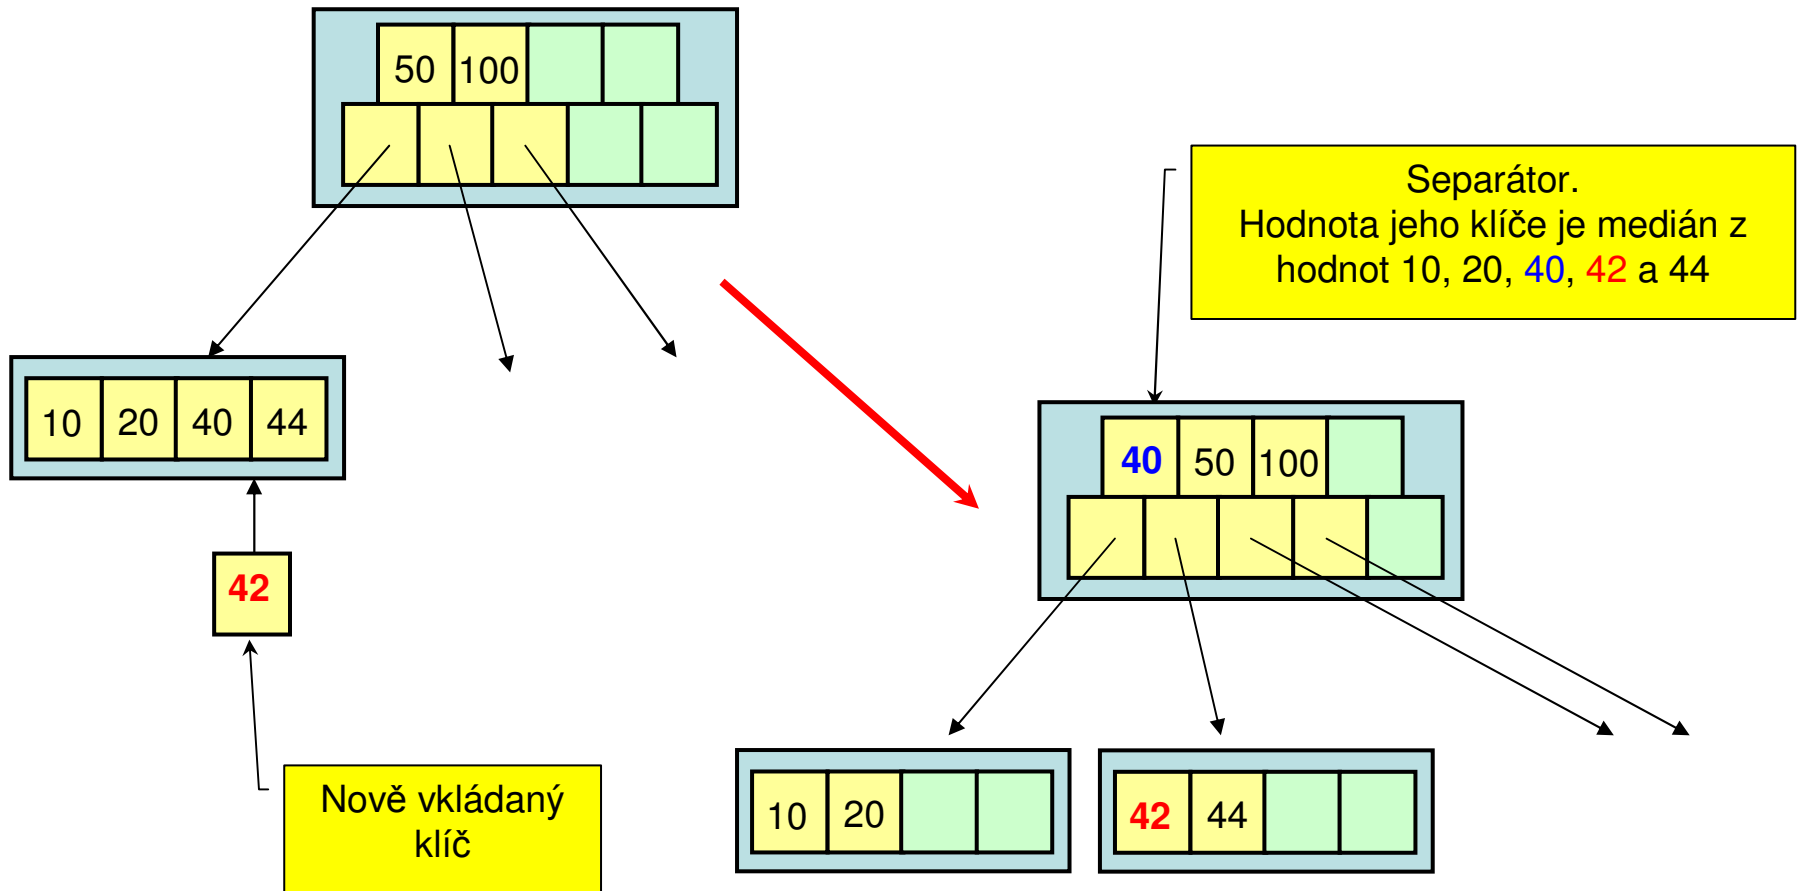 50 100
Separátor.
Hodnota jeho klíče je medián z
hodnot 10, 20, 40, 42 a 44
10 20 40 44
40 50 100
42
Nově vkládaný
klíč
10 20
42 44